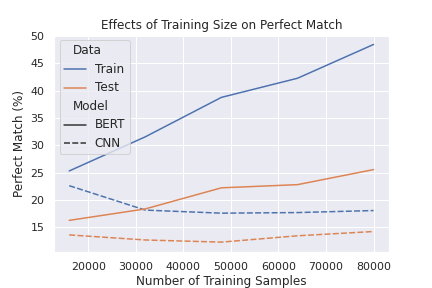 Effects of Training Size on Perfect Match
50
45
40
35
30
25
20
15
Perfect Match (%)
Data
Train
Test
Model
BERT
CNN
20000 30000 40000 50000 60000 70000 80000
Number of Training Samples